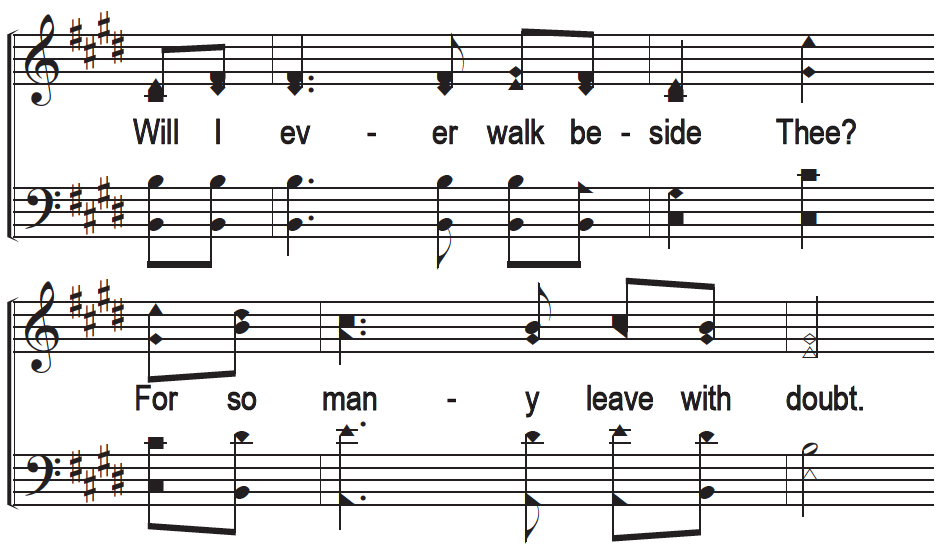 Will I ev - er walk be - side Thee?
For so man - y leave with doubt.